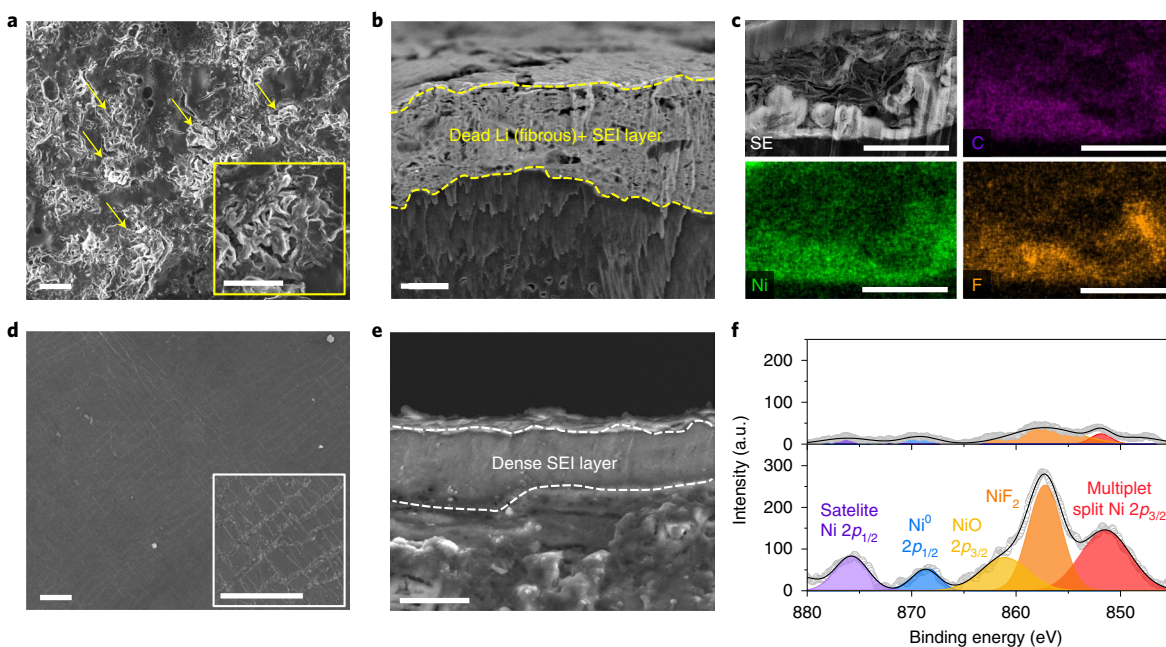 a
b
Dead Li (fibrous)+ SEI layer
c
SE
C
Ni
F
d
e
Dense SEI layer
f
Intensity (a.u.)
200
100
0
300
200
100
0
Satelite
Ni 2p1/2
Ni⁰
2p1/2
NiO
2p3/2
NiF₂
Multiplet
split Ni 2p3/2
880
870
860
850
Binding energy (eV)